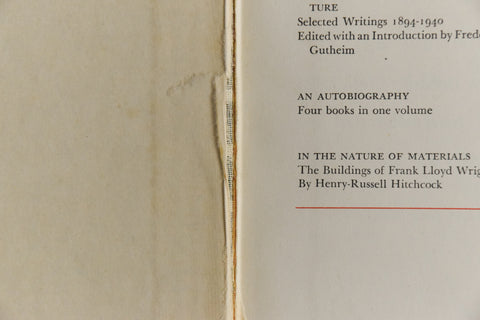 TURE
Selected Writings 1894-1940
Edited with an Introduction by Fred
Gutheim
AN AUTOBIOGRAPHY
Four books in one volume
IN THE NATURE OF MATERIALS
The Buildings of Frank Lloyd Wrig
By Henry-Russell Hitchcock